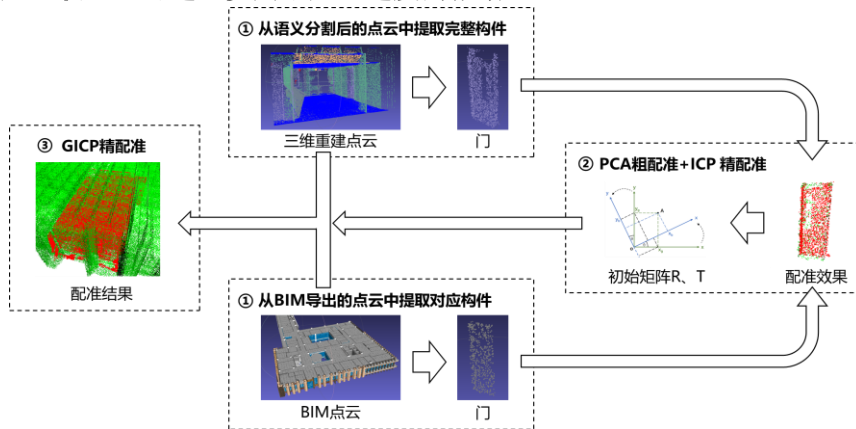 ① 从语义分割后的点云中提取完整构件
三维重建点云
门
③ GICP精配准
配准结果
② PCA粗配准+ICP 精配准
初始矩阵R、T
配准效果
① 从BIM导出的点云中提取对应构件
BIM点云
门